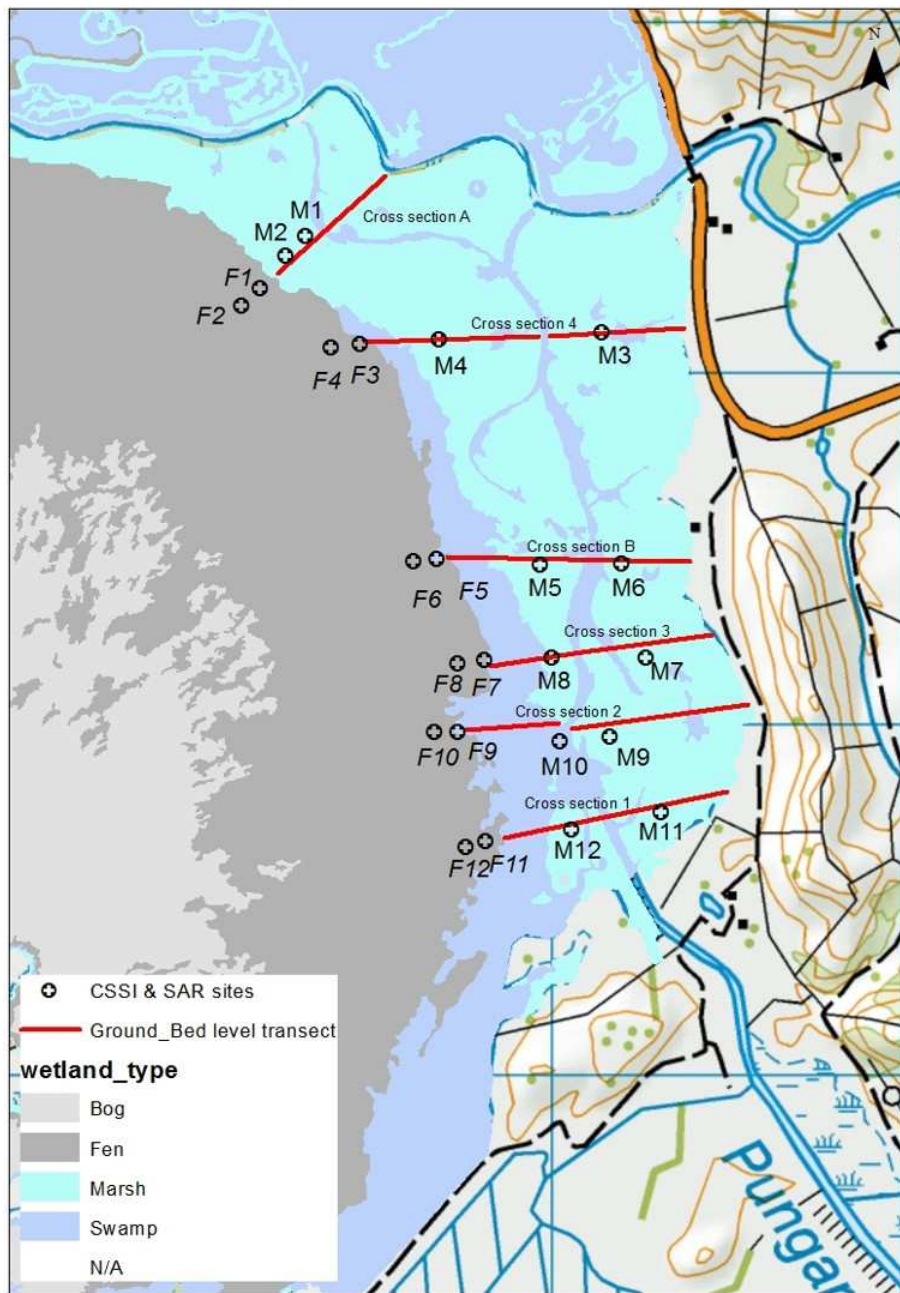 N
M1
Cross section A
M2
F1
F2
Cross section 4
F4
F3
M4
M3
Cross section B
F6
F5
M5
M6
Cross section 3
F8
F7
M8
M7
Cross section 2
F10
F9
M10
M9
Cross section 1
F12
F11
M12
M11
CSSI & SAR sites
Ground_Bed level transect
wetland_type
Bog
Fen
Marsh
Swamp
N/A
Pungar